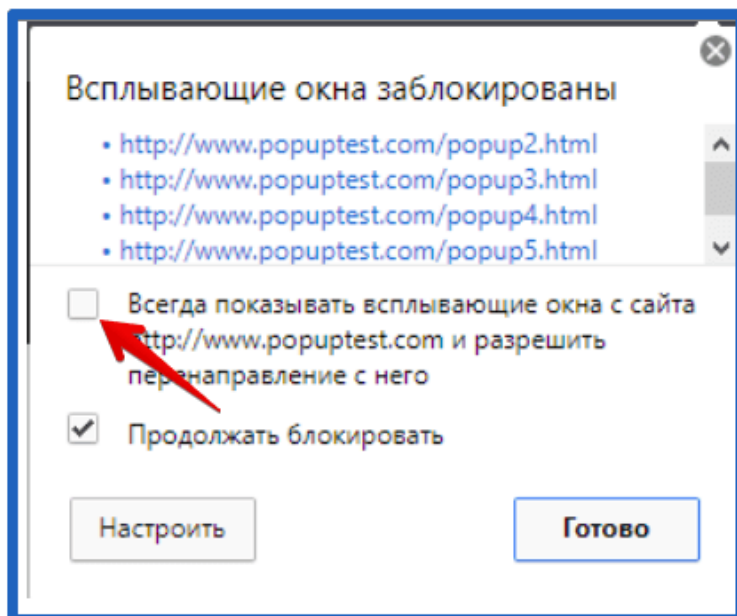 Всплывающие окна заблокированы
• http://www.popuptest.com/popup2.html
• http://www.popuptest.com/popup3.html
• http://www.popuptest.com/popup4.html
• http://www.popuptest.com/popup5.html
Всегда показывать всплывающие окна с сайта
http://www.popuptest.com и разрешить
перенаправление с него
Продолжать блокировать
Настроить
Готово